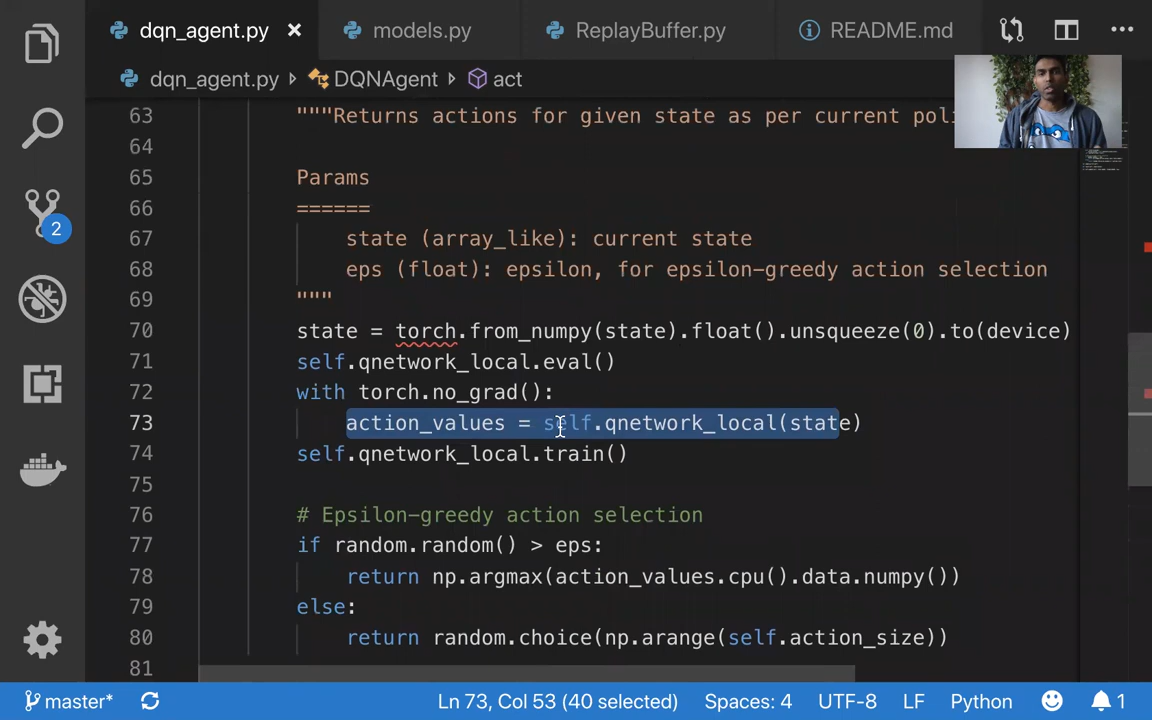 dqn_agent.py
models.py
ReplayBuffer.py
README.md
dqn_agent.py
DQNAgent
act
63 """Returns actions for given state as per current poli
64
65 Params
66 ======
67 state (array_like): current state
68 eps (float): epsilon, for epsilon-greedy action selection
69 """
70 state = torch.from_numpy(state).float().unsqueeze(0).to(device)
71 self.qnetwork_local.eval()
72 with torch.no_grad():
73 action_values = self.qnetwork_local(state)
74 self.qnetwork_local.train()
75
76 # Epsilon-greedy action selection
77 if random.random() > eps:
78 return np.argmax(action_values.cpu().data.numpy())
79 else:
80 return random.choice(np.arange(self.action_size))
81
2
master* Ln 73, Col 53 (40 selected) Spaces: 4 UTF-8 LF Python 1